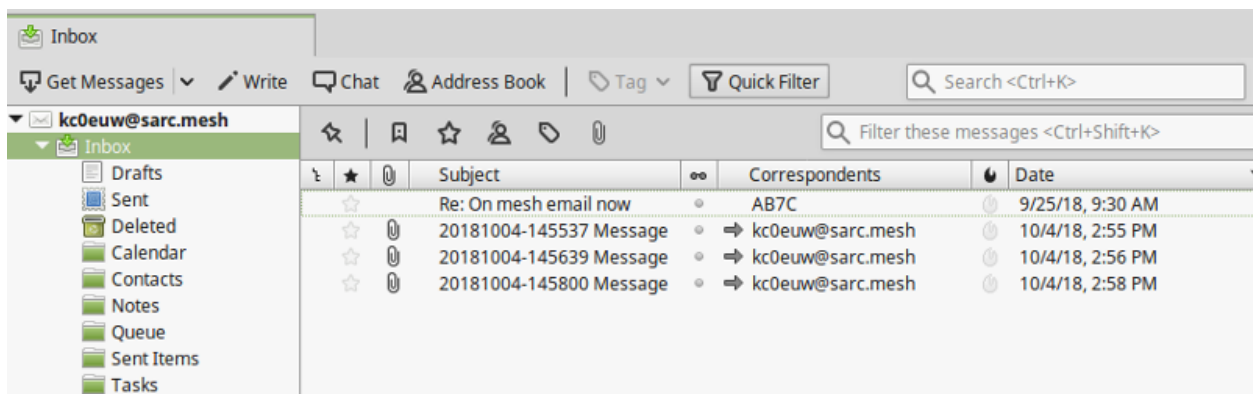 Inbox
Get Messages Write Chat Address Book Tag Quick Filter Search <Ctrl+K>
kc0euw@sarc.mesh
Inbox
Filter these messages <Ctrl+Shift+K>
Drafts
Sent
Deleted
Calendar
Contacts
Notes
Queue
Sent Items
Tasks
Subject Correspondents Date
Re: On mesh email now AB7C 9/25/18, 9:30 AM
20181004-145537 Message kc0euw@sarc.mesh 10/4/18, 2:55 PM
20181004-145639 Message kc0euw@sarc.mesh 10/4/18, 2:56 PM
20181004-145800 Message kc0euw@sarc.mesh 10/4/18, 2:58 PM